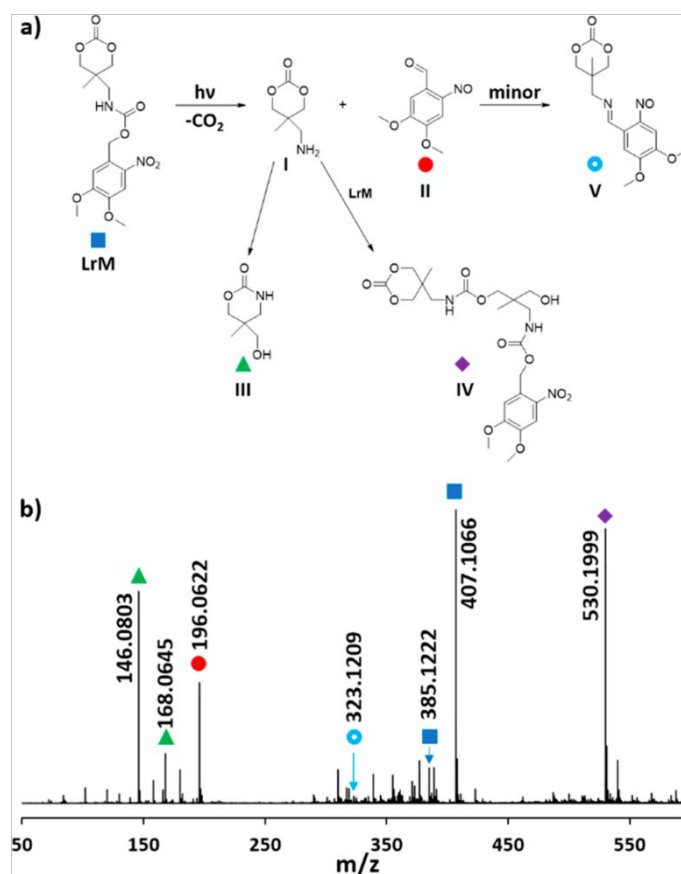 a)
O
O O
NH O
O
NO₂
O O
LrM
hν
-CO₂
O
O O
NH₂
I
+
O
NO
O
O
II
minor
O
O O
N NO
O
O
V
LrM
O
O NH
OH
III
O
O O
O
N
H
O
OH
NH
O
O
NO₂
O
O
IV
b)
146.0803
168.0645
196.0622
323.1209
385.1222
407.1066
530.1999
50 150 250 350 450 550
m/z